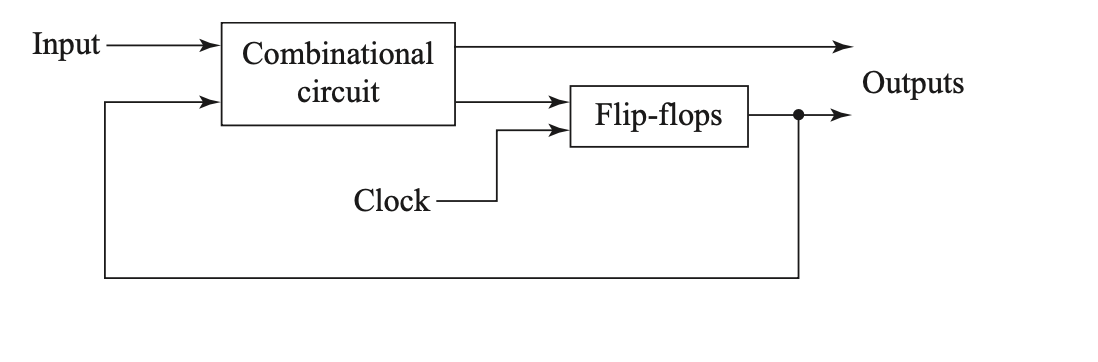 Input
Combinational
circuit
Outputs
Flip-flops
Clock